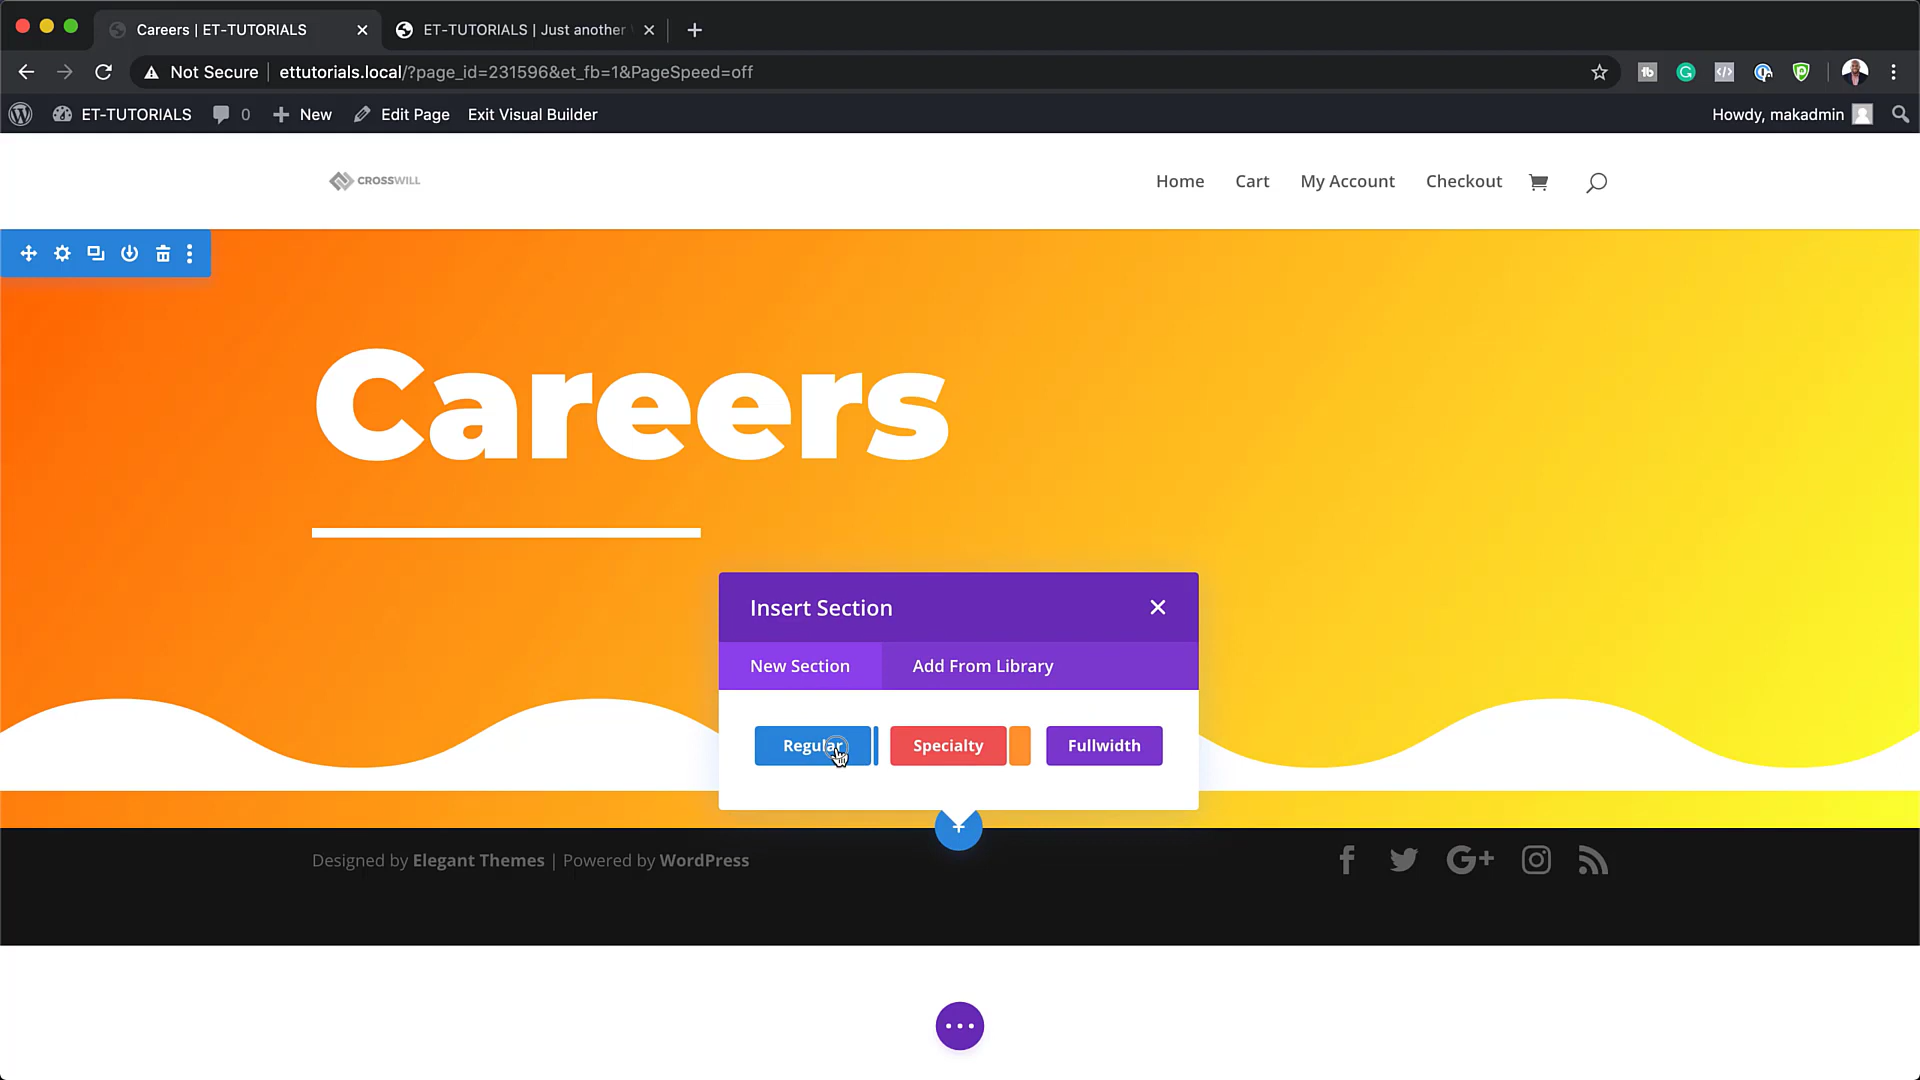 Careers | ET-TUTORIALS
ET-TUTORIALS | Just another
Not Secure
ettutorials.local/?page_id=231596&et_fb=1&PageSpeed=off
ET-TUTORIALS
0
New
Edit Page
Exit Visual Builder
Howdy, makadmin
CROSSWILL
Home
Cart
My Account
Checkout
Careers
Insert Section
New Section
Add From Library
Regular
Specialty
Fullwidth
Designed by Elegant Themes | Powered by WordPress